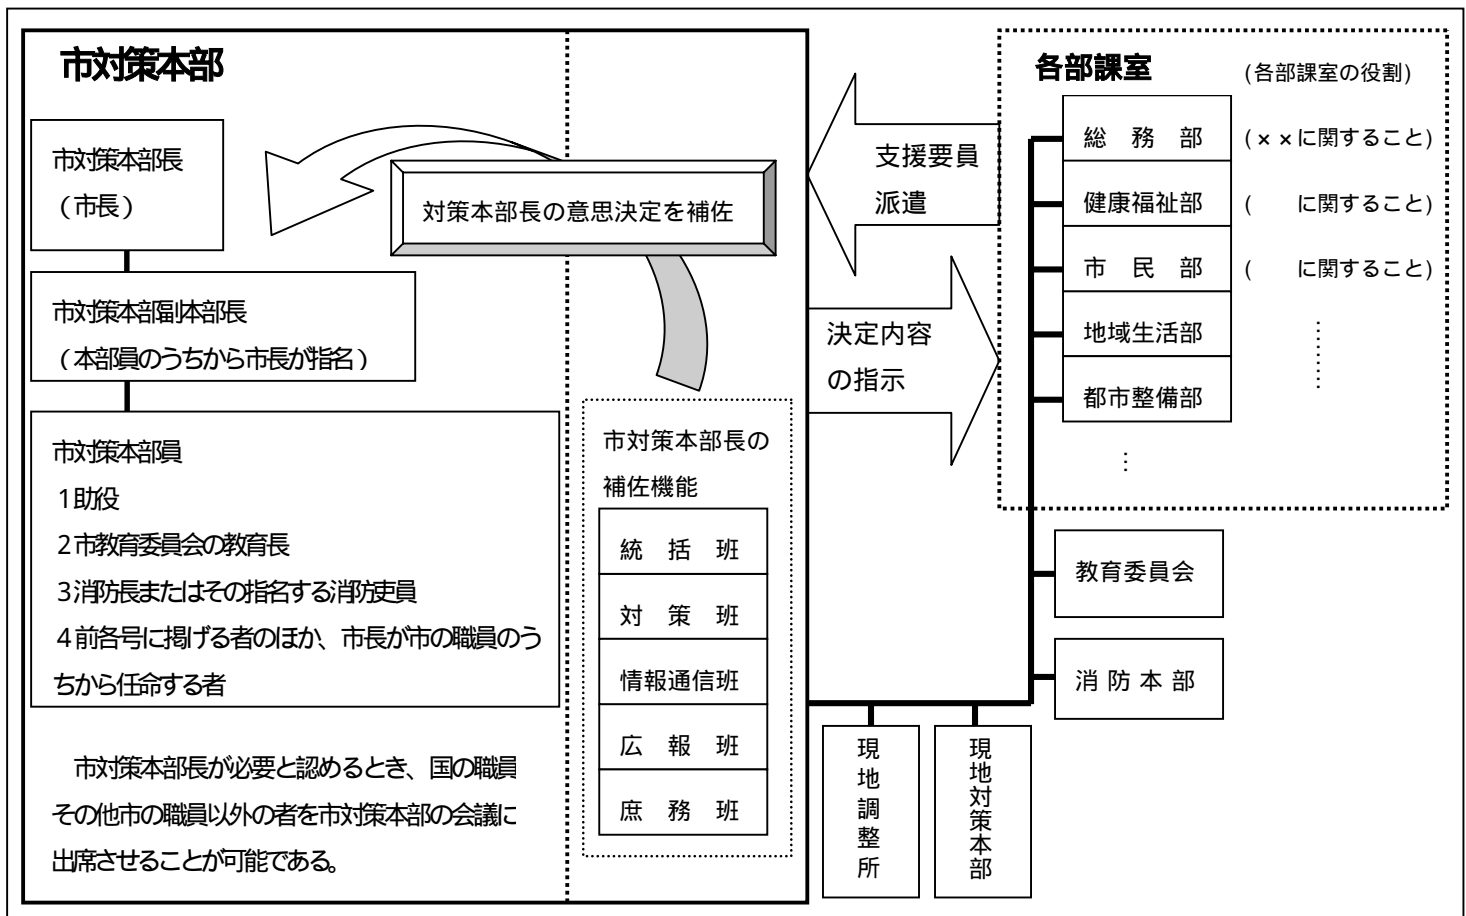 市対策本部
市対策本部長
（市長）
市対策本部副本部長
（本部員のうちから市長が指名）
市対策本部員
1助役
2市教育委員会の教育長
3消防長またはその指名する消防吏員
4前各号に掲げる者のほか、市長が市の職員のう
ちから任命する者
市対策本部長が必要と認めるとき、国の職員
その他市の職員以外の者を市対策本部の会議に
出席させることが可能である。
対策本部長の意思決定を補佐
市対策本部長の
補佐機能
統括班
対策班
情報通信班
広報班
庶務班
支援要員
派遣
決定内容
の指示
各部課室 (各部課室の役割)
総務部 (××に関すること)
健康福祉部 (　　に関すること)
市民部 (　　に関すること)
地域生活部
都市整備部
…
………
教育委員会
消防本部
現地調整所
現地対策本部